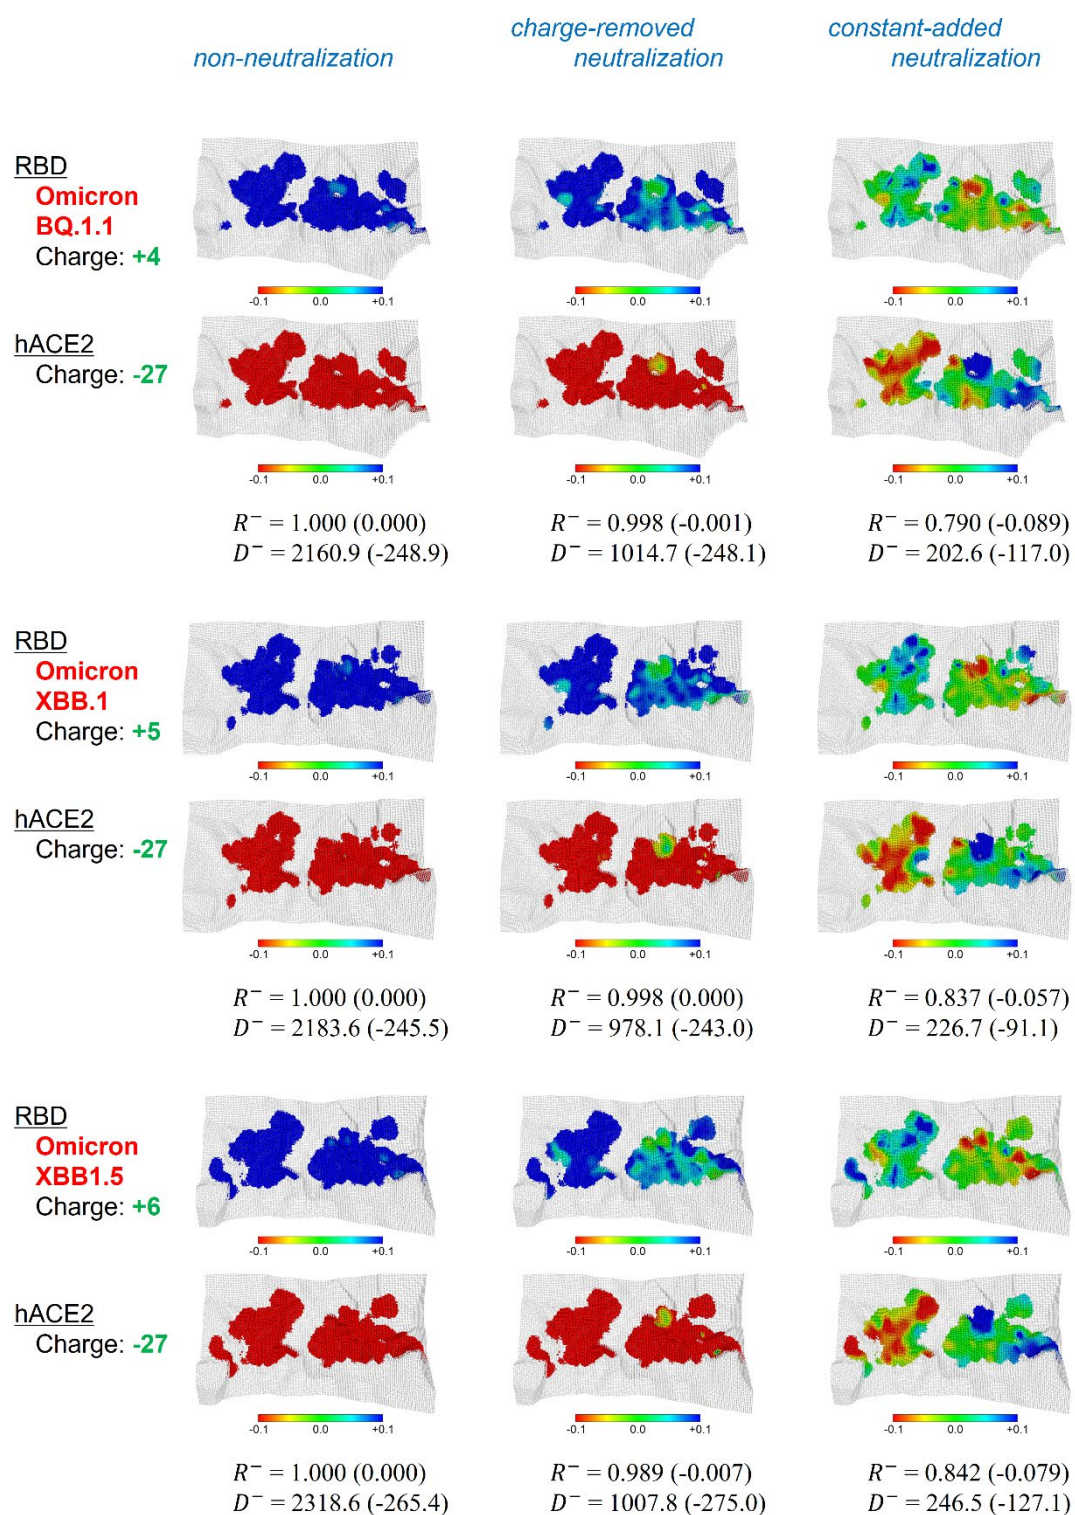 non-neutralization
charge-removed
neutralization
constant-added
neutralization
RBD
Omicron
BQ.1.1
Charge: +4
-0.1 0.0 +0.1
-0.1 0.0 +0.1
-0.1 0.0 +0.1
hACE2
Charge: -27
-0.1 0.0 +0.1
-0.1 0.0 +0.1
-0.1 0.0 +0.1
R⁻ = 1.000 (0.000)
D⁻ = 2160.9 (-248.9)
R⁻ = 0.998 (-0.001)
D⁻ = 1014.7 (-248.1)
R⁻ = 0.790 (-0.089)
D⁻ = 202.6 (-117.0)
RBD
Omicron
XBB.1
Charge: +5
-0.1 0.0 +0.1
-0.1 0.0 +0.1
-0.1 0.0 +0.1
hACE2
Charge: -27
-0.1 0.0 +0.1
-0.1 0.0 +0.1
-0.1 0.0 +0.1
R⁻ = 1.000 (0.000)
D⁻ = 2183.6 (-245.5)
R⁻ = 0.998 (0.000)
D⁻ = 978.1 (-243.0)
R⁻ = 0.837 (-0.057)
D⁻ = 226.7 (-91.1)
RBD
Omicron
XBB1.5
Charge: +6
-0.1 0.0 +0.1
-0.1 0.0 +0.1
-0.1 0.0 +0.1
hACE2
Charge: -27
-0.1 0.0 +0.1
-0.1 0.0 +0.1
-0.1 0.0 +0.1
R⁻ = 1.000 (0.000)
D⁻ = 2318.6 (-265.4)
R⁻ = 0.989 (-0.007)
D⁻ = 1007.8 (-275.0)
R⁻ = 0.842 (-0.079)
D⁻ = 246.5 (-127.1)